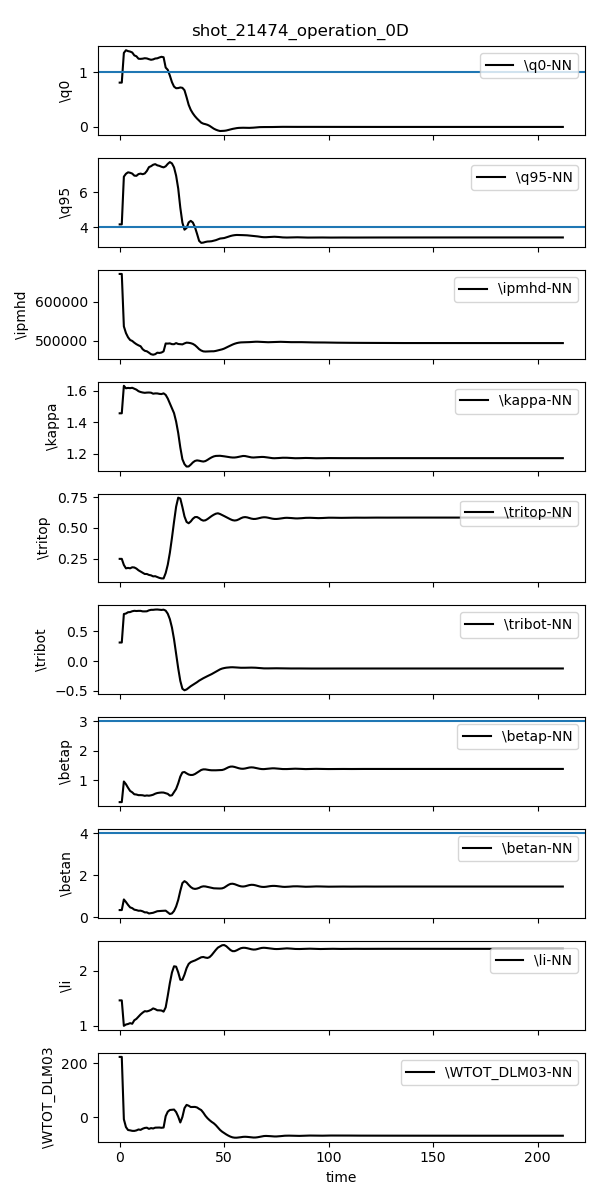 shot_21474_operation_0D
1
0
\q0
\q0-NN
6
4
\q95
\q95-NN
600000
500000
\ipmhd
\ipmhd-NN
1.6
1.4
1.2
\kappa
\kappa-NN
0.75
0.50
0.25
\tritop
\tritop-NN
0.5
0.0
−0.5
\tribot
\tribot-NN
3
2
1
\betap
\betap-NN
4
2
0
\betan
\betan-NN
2
1
\li
\li-NN
200
0
\WTOT_DLM03
\WTOT_DLM03-NN
0 50 100 150 200
time